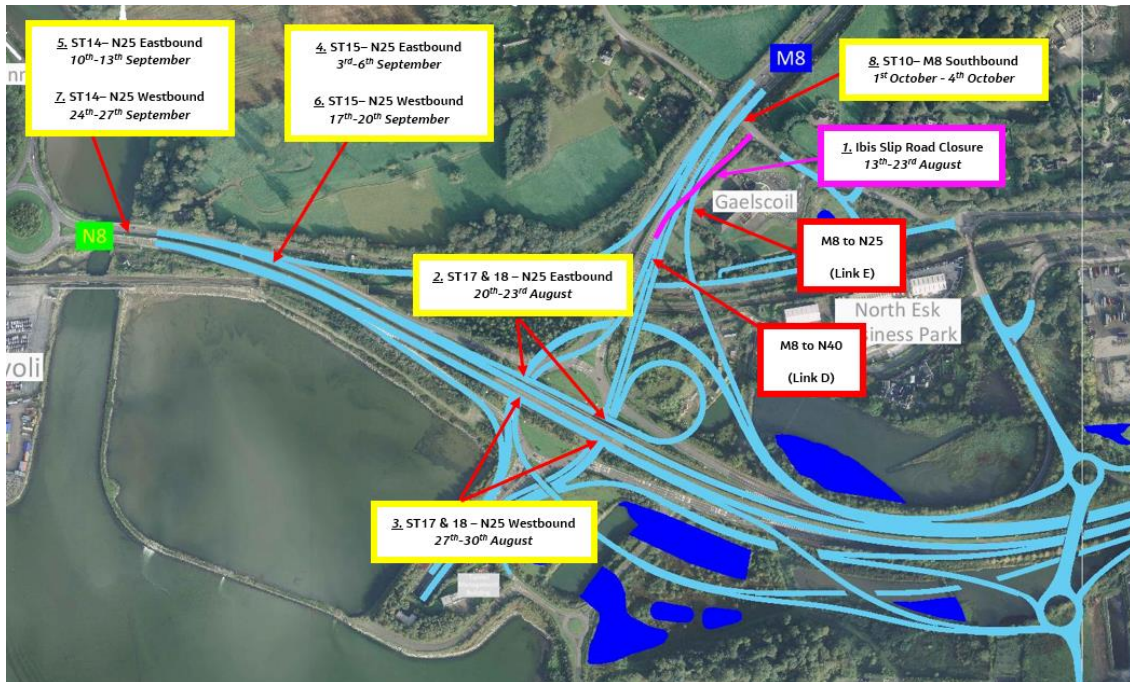 5. ST14– N25 Eastbound
10th-13th September
7. ST14– N25 Westbound
24th-27th September
4. ST15– N25 Eastbound
3rd-6th September
6. ST15– N25 Westbound
17th-20th September
M8
8. ST10– M8 Southbound
1st October - 4th October
1. Ibis Slip Road Closure
13th-23rd August
Gaelscoil
N8
M8 to N25
(Link E)
2. ST17 & 18 – N25 Eastbound
20th-23rd August
North Esk
siness Park
M8 to N40
(Link D)
voli
3. ST17 & 18 – N25 Westbound
27th-30th August